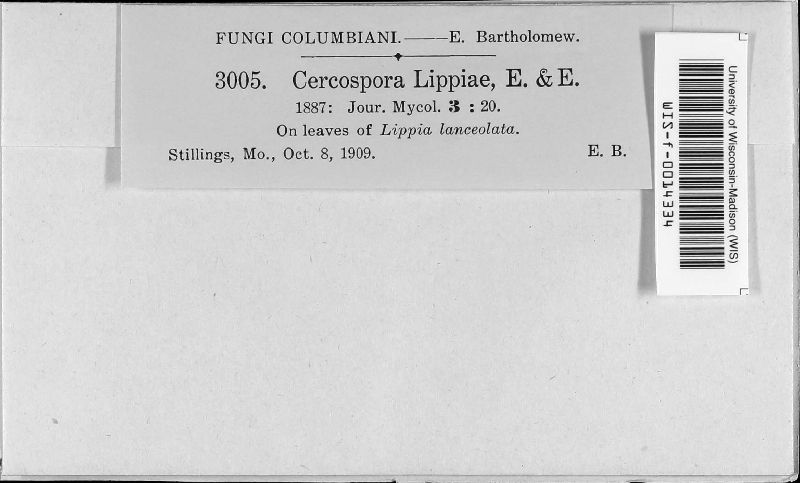 FUNGI COLUMBIANI.——E. Bartholomew.
3005. Cercospora Lippiae, E. & E.
1887: Jour. Mycol. 3 : 20.
On leaves of Lippia lanceolata.
Stillings, Mo., Oct. 8, 1909. E. B.
University of Wisconsin-Madison (WIS)
WIS-f-0014334